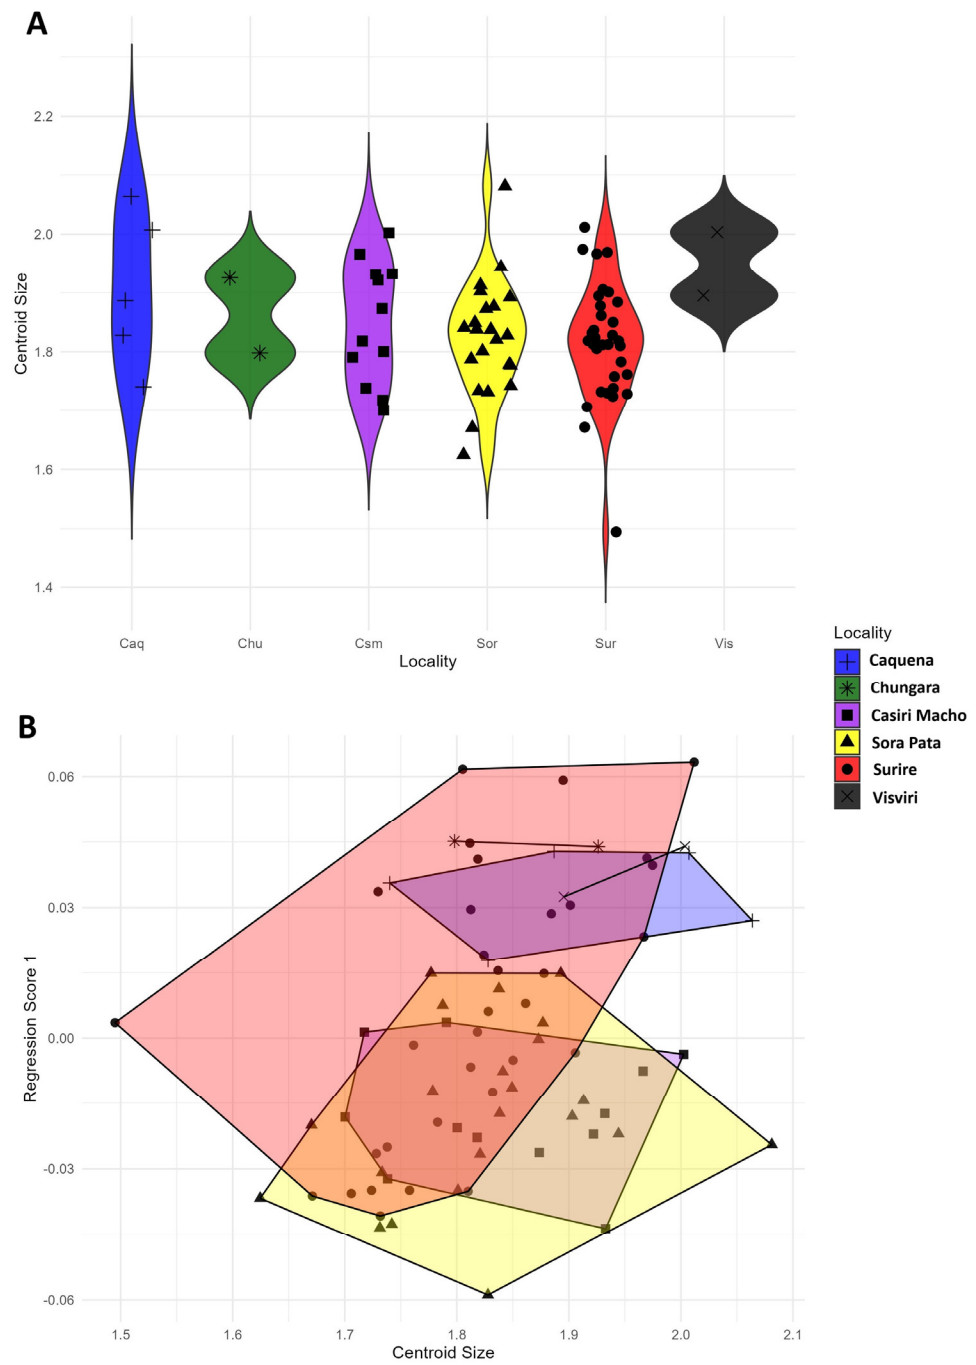 A
2.2
2.0
1.8
1.6
1.4
Centroid Size
Caq Chu Csm Sor Sur Vis
Locality
Locality
Caquena
Chungara
Casiri Macho
Sora Pata
Surire
Visviri
B
0.06
0.03
0.00
-0.03
-0.06
Regression Score 1
1.5 1.6 1.7 1.8 1.9 2.0 2.1
Centroid Size